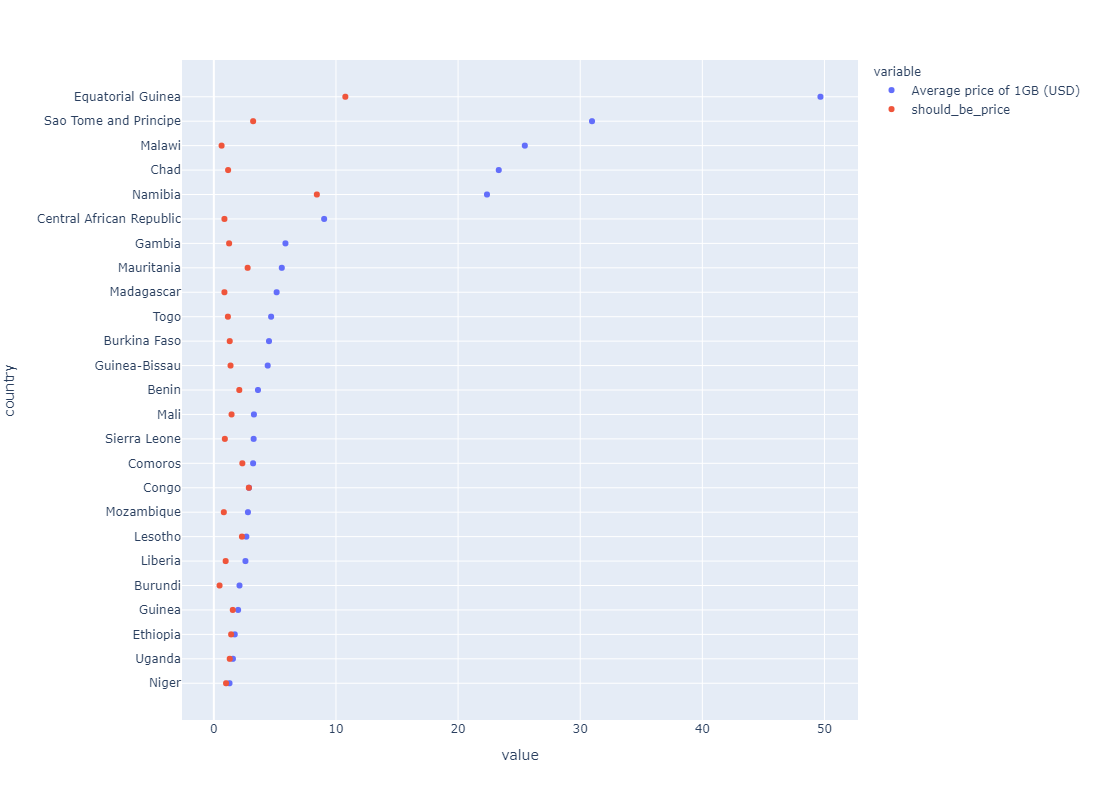 variable
Average price of 1GB (USD)
should_be_price
country
Equatorial Guinea
Sao Tome and Principe
Malawi
Chad
Namibia
Central African Republic
Gambia
Mauritania
Madagascar
Togo
Burkina Faso
Guinea-Bissau
Benin
Mali
Sierra Leone
Comoros
Congo
Mozambique
Lesotho
Liberia
Burundi
Guinea
Ethiopia
Uganda
Niger
0 10 20 30 40 50
value